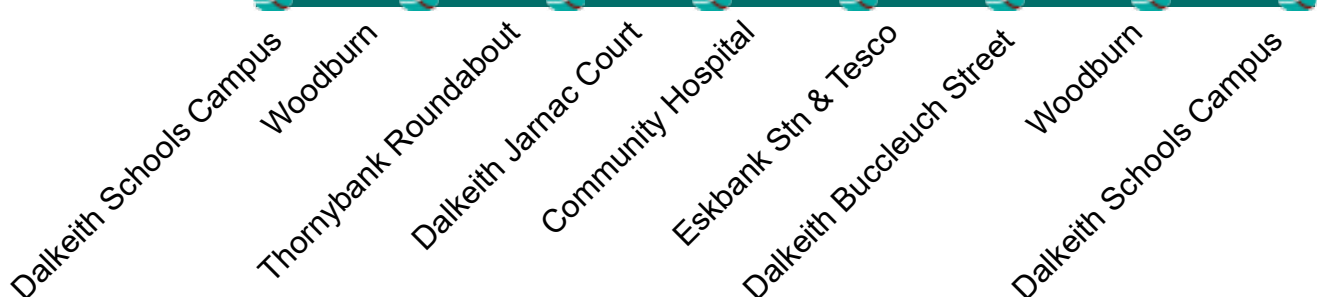 Dalkeith Schools Campus
Woodburn
Thornybank Roundabout
Dalkeith Jarnac Court
Community Hospital
Eskbank Stn & Tesco
Dalkeith Buccleuch Street
Woodburn
Dalkeith Schools Campus